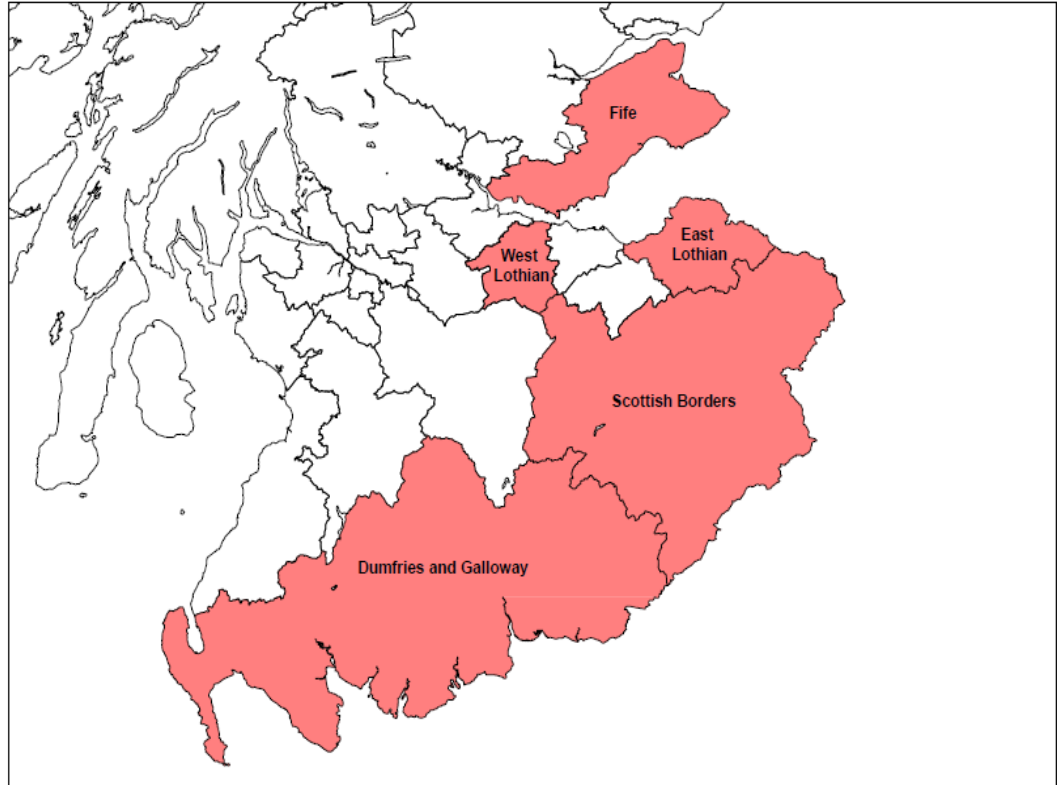 Fife
West
Lothian
East
Lothian
Scottish Borders
Dumfries and Galloway